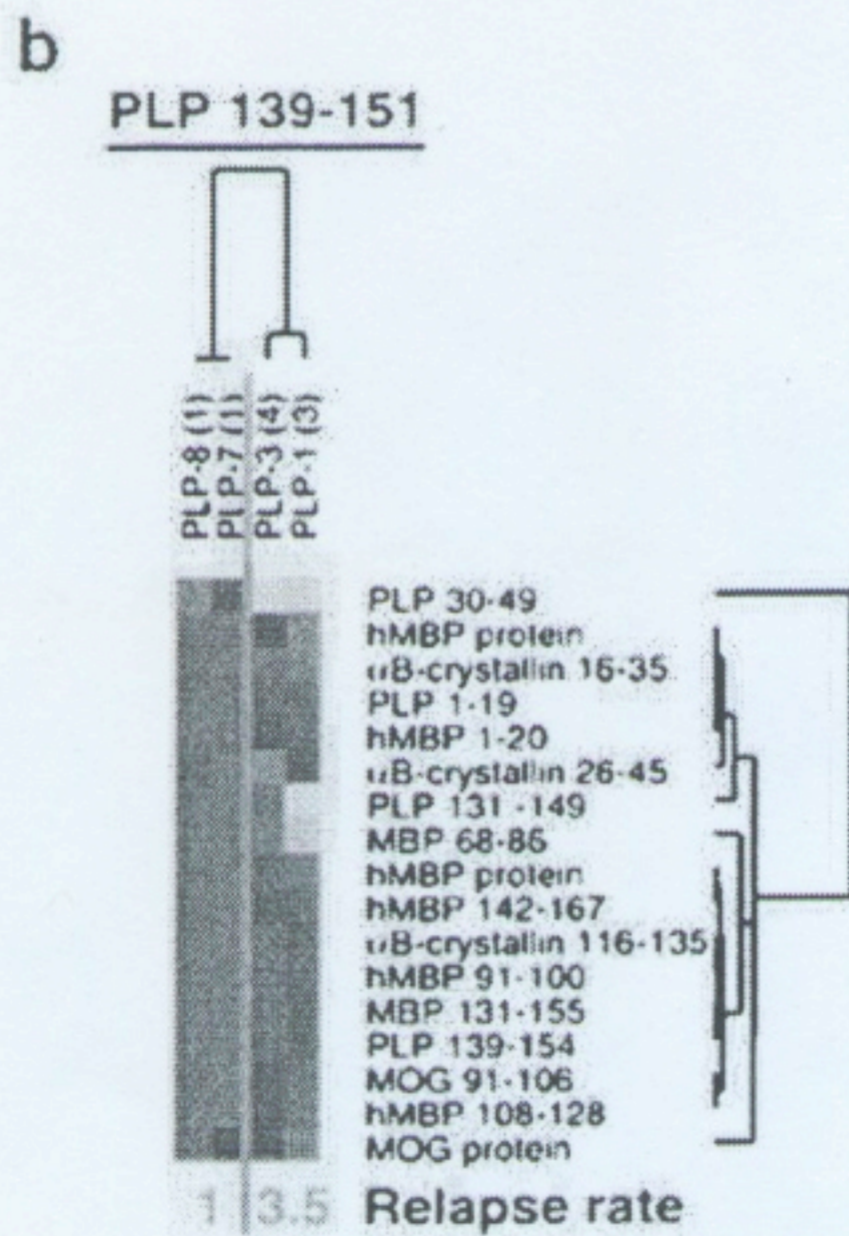 b
PLP 139-151
PLP-8 (1)
PLP-7 (1)
PLP-3 (4)
PLP-1 (3)
PLP 30-49
hMBP protein
αB-crystallin 16-35
PLP 1-19
hMBP 1-20
αB-crystallin 26-45
PLP 131 -149
MBP 68-86
hMBP protein
hMBP 142-167
αB-crystallin 116-135
hMBP 91-100
MBP 131-155
PLP 139-154
MOG 91-106
hMBP 108-128
MOG protein
1 3.5 Relapse rate